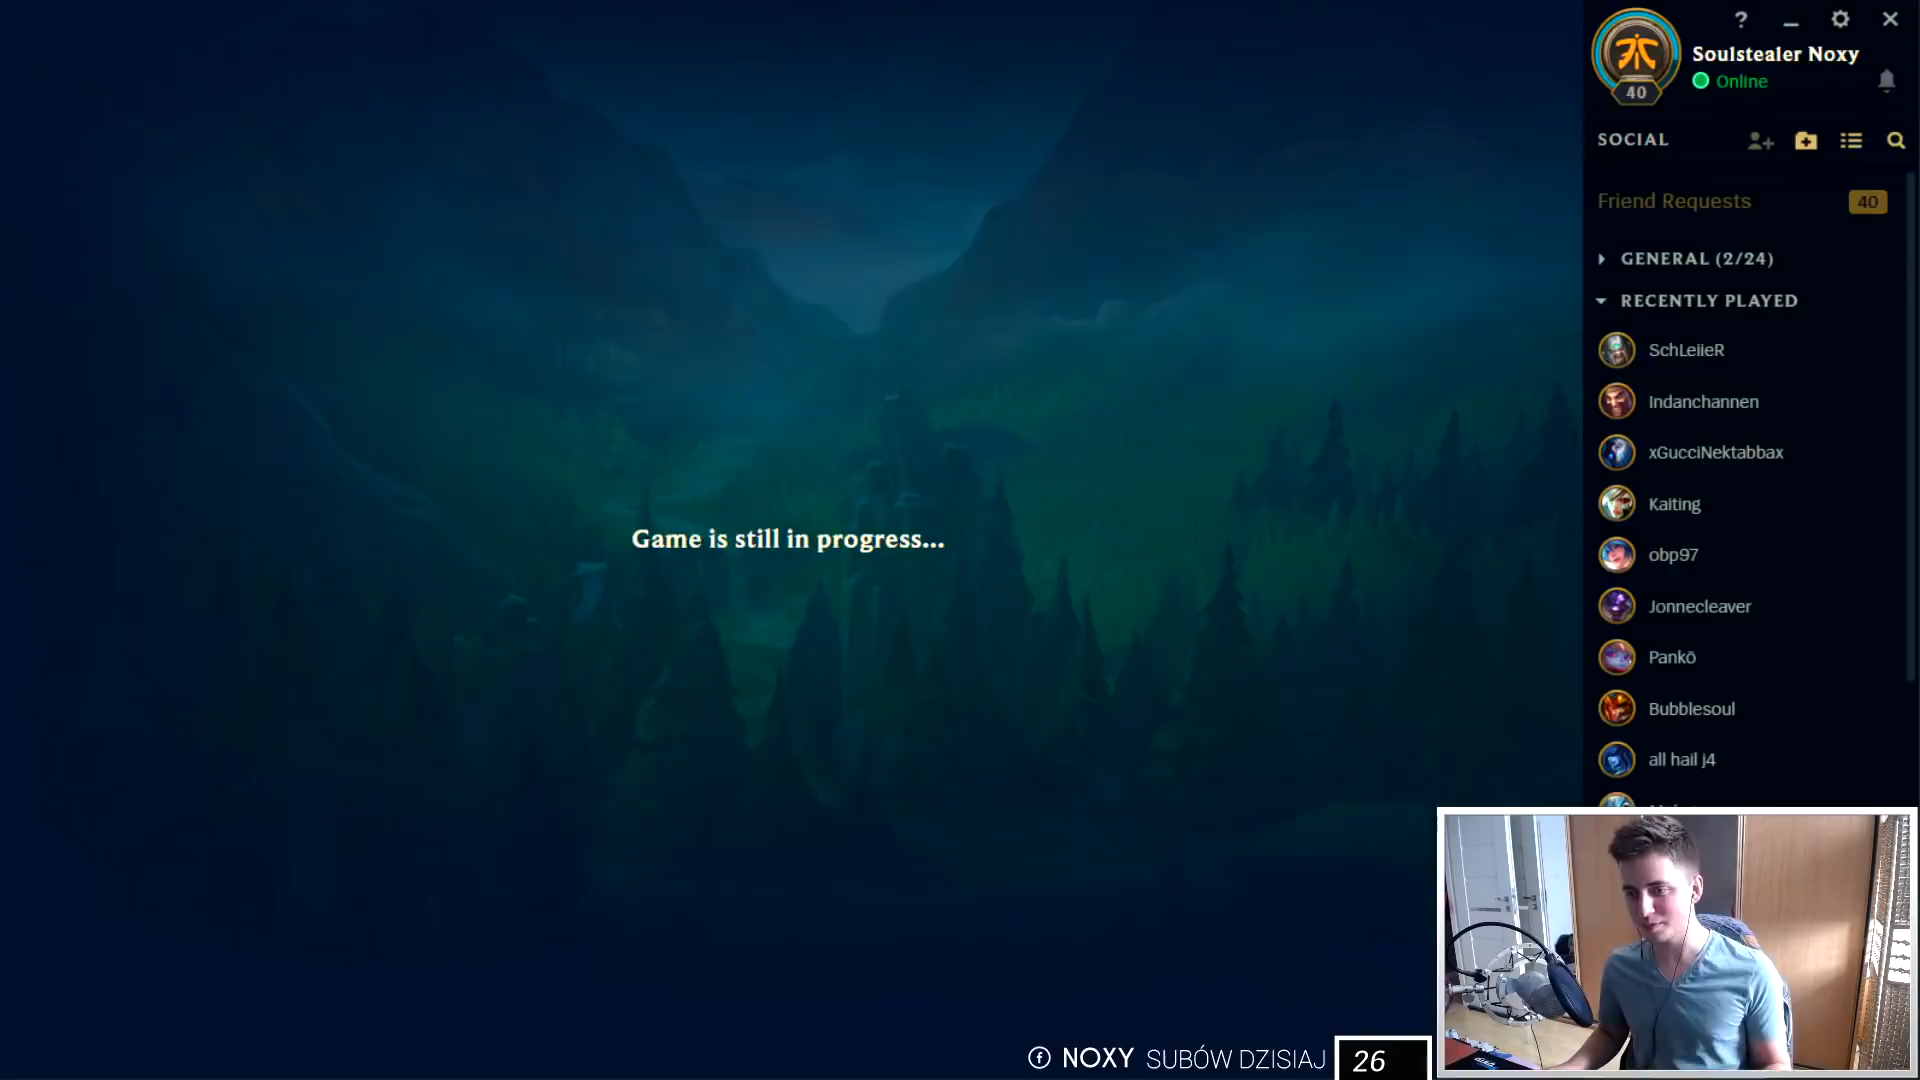 Soulstealer Noxy
Online
40
SOCIAL
Friend Requests 40
GENERAL (2/24)
RECENTLY PLAYED
SchLeiieR
Indanchannen
xGucciNektabbax
Kaiting
obp97
Jonnecleaver
Pankō
Bubblesoul
all hail j4
Game is still in progress...
NOXY SUBÓW DZISIAJ 26